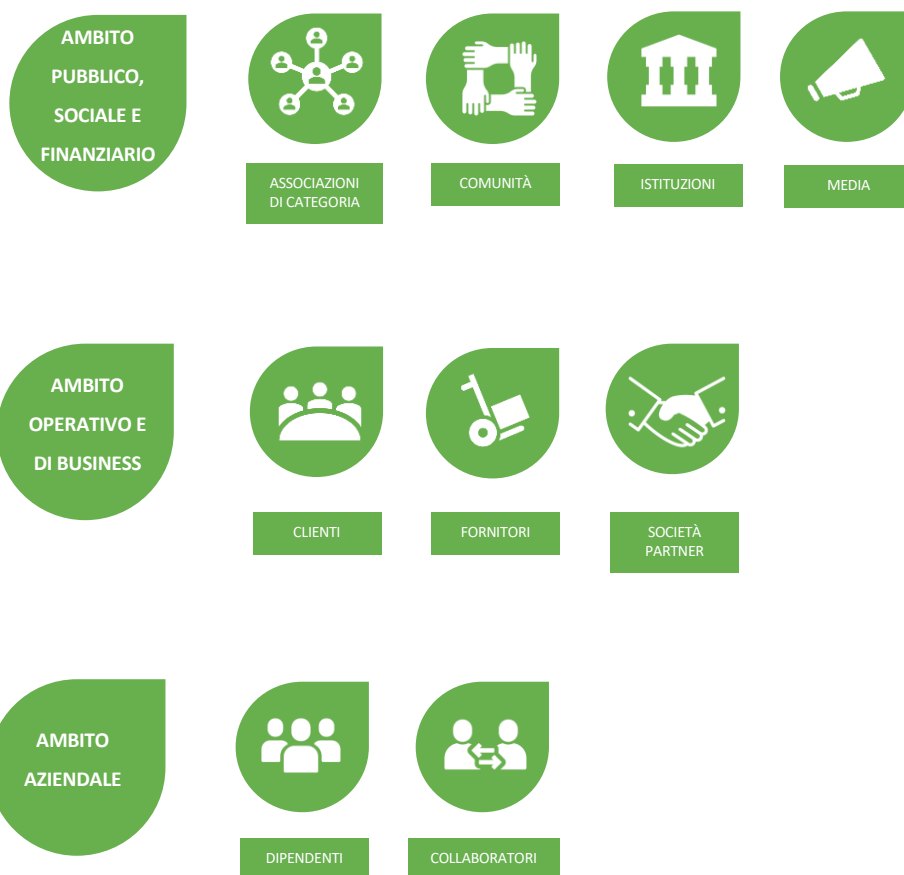 AMBITO
PUBBLICO,
SOCIALE E
FINANZIARIO
ASSOCIAZIONI
DI CATEGORIA
COMUNITÀ
ISTITUZIONI
MEDIA
AMBITO
OPERATIVO E
DI BUSINESS
CLIENTI
FORNITORI
SOCIETÀ
PARTNER
AMBITO
AZIENDALE
DIPENDENTI
COLLABORATORI